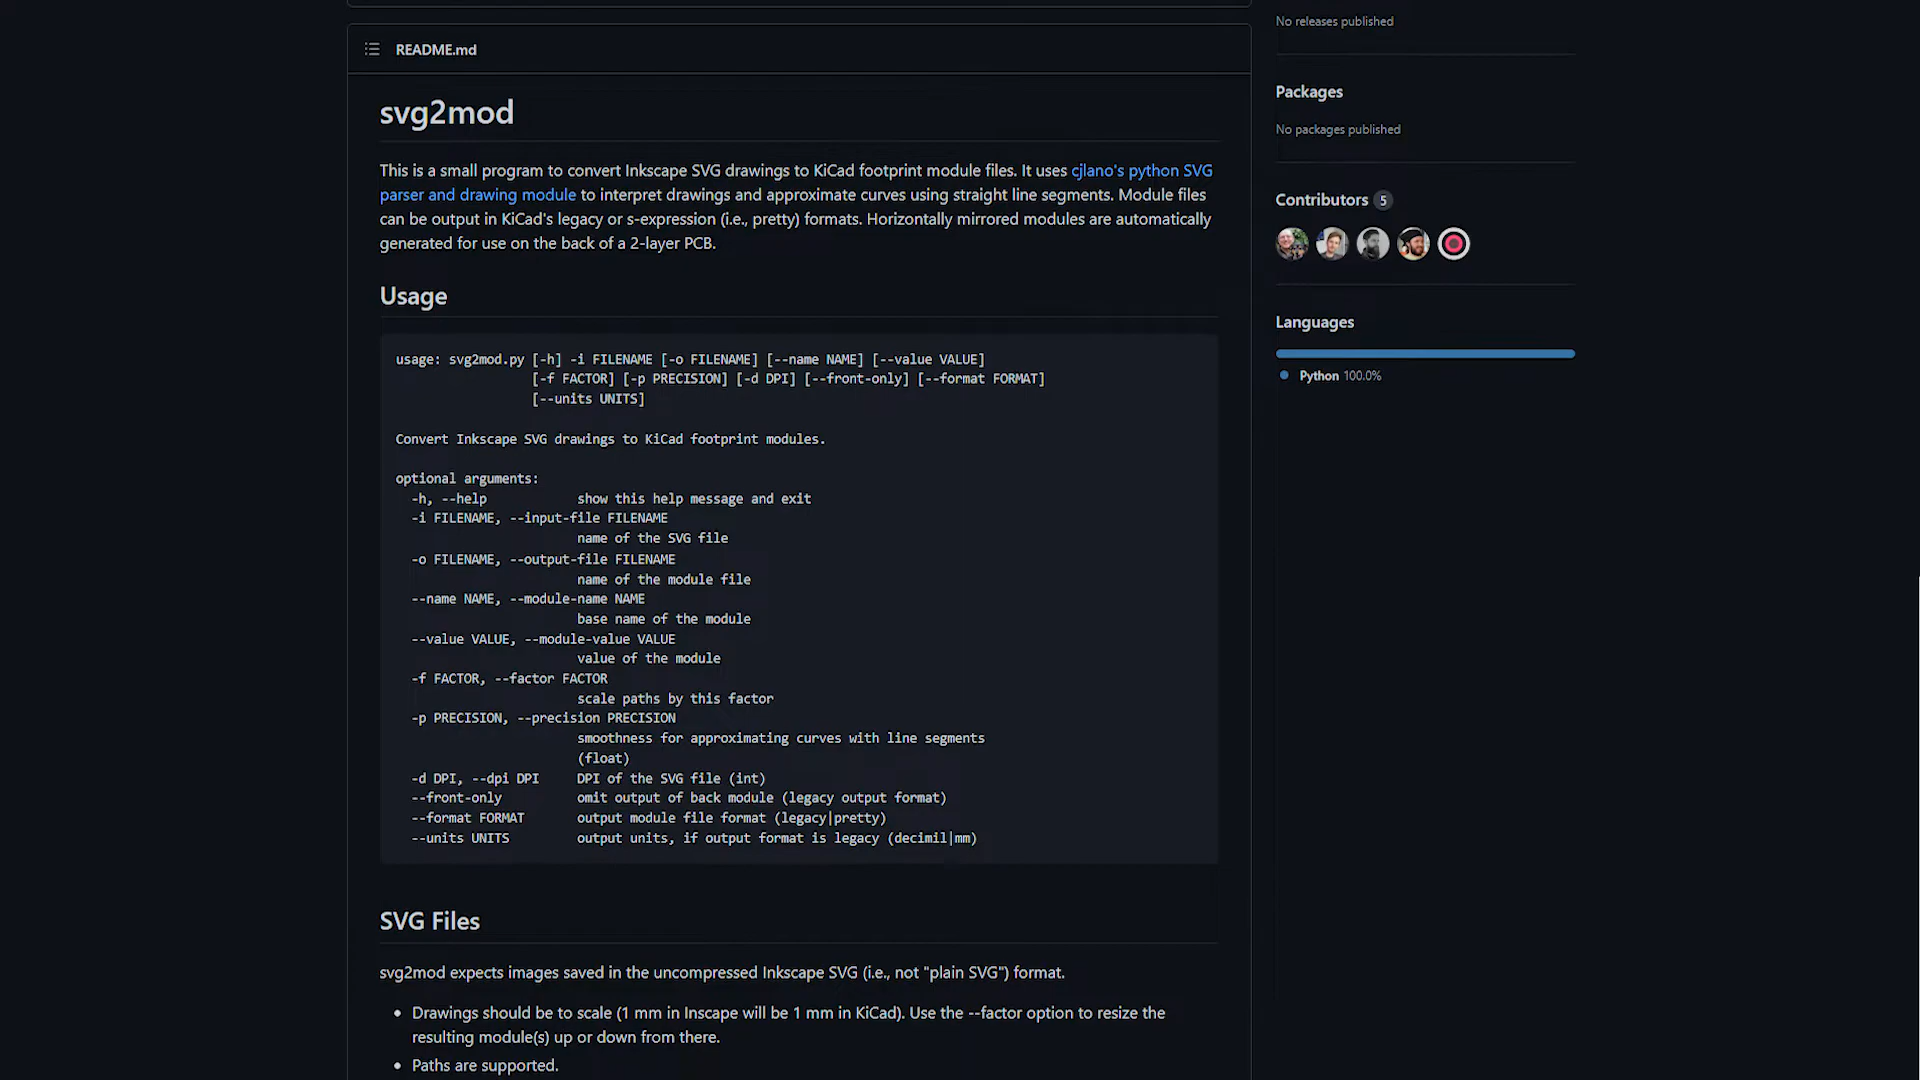 README.md
svg2mod
This is a small program to convert Inkscape SVG drawings to KiCad footprint module files. It uses cjlano's python SVG
parser and drawing module to interpret drawings and approximate curves using straight line segments. Module files
can be output in KiCad's legacy or s-expression (i.e., pretty) formats. Horizontally mirrored modules are automatically
generated for use on the back of a 2-layer PCB.
Usage
usage: svg2mod.py [-h] -i FILENAME [-o FILENAME] [--name NAME] [--value VALUE]
[-f FACTOR] [-p PRECISION] [-d DPI] [--front-only] [--format FORMAT]
[--units UNITS]
Convert Inkscape SVG drawings to KiCad footprint modules.
optional arguments:
-h, --help show this help message and exit
-i FILENAME, --input-file FILENAME
name of the SVG file
-o FILENAME, --output-file FILENAME
name of the module file
--name NAME, --module-name NAME
base name of the module
--value VALUE, --module-value VALUE
value of the module
-f FACTOR, --factor FACTOR
scale paths by this factor
-p PRECISION, --precision PRECISION
smoothness for approximating curves with line segments
(float)
-d DPI, --dpi DPI DPI of the SVG file (int)
--front-only omit output of back module (legacy output format)
--format FORMAT output module file format (legacy|pretty)
--units UNITS output units, if output format is legacy (decimil|mm)
SVG Files
svg2mod expects images saved in the uncompressed Inkscape SVG (i.e., not "plain SVG") format.
• Drawings should be to scale (1 mm in Inscape will be 1 mm in KiCad). Use the --factor option to resize the
resulting module(s) up or down from there.
• Paths are supported.
No releases published
Packages
No packages published
Contributors 5
Languages
Python 100.0%